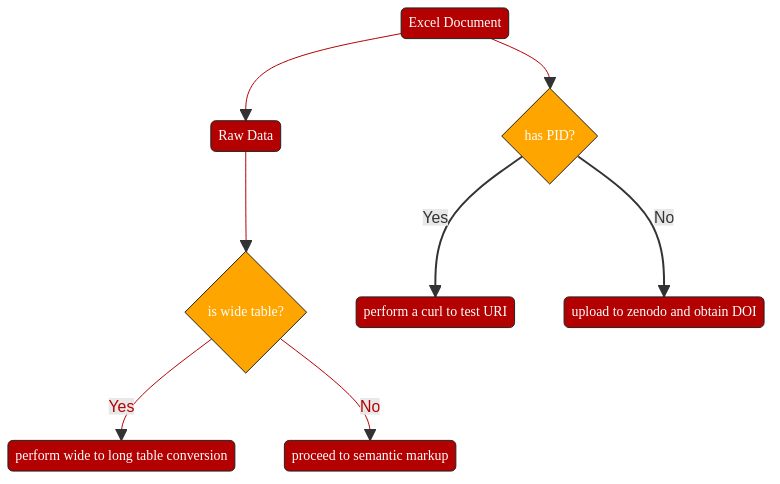 Excel Document
Raw Data
has PID?
Yes
No
is wide table?
perform a curl to test URI
upload to zenodo and obtain DOI
Yes
No
perform wide to long table conversion
proceed to semantic markup